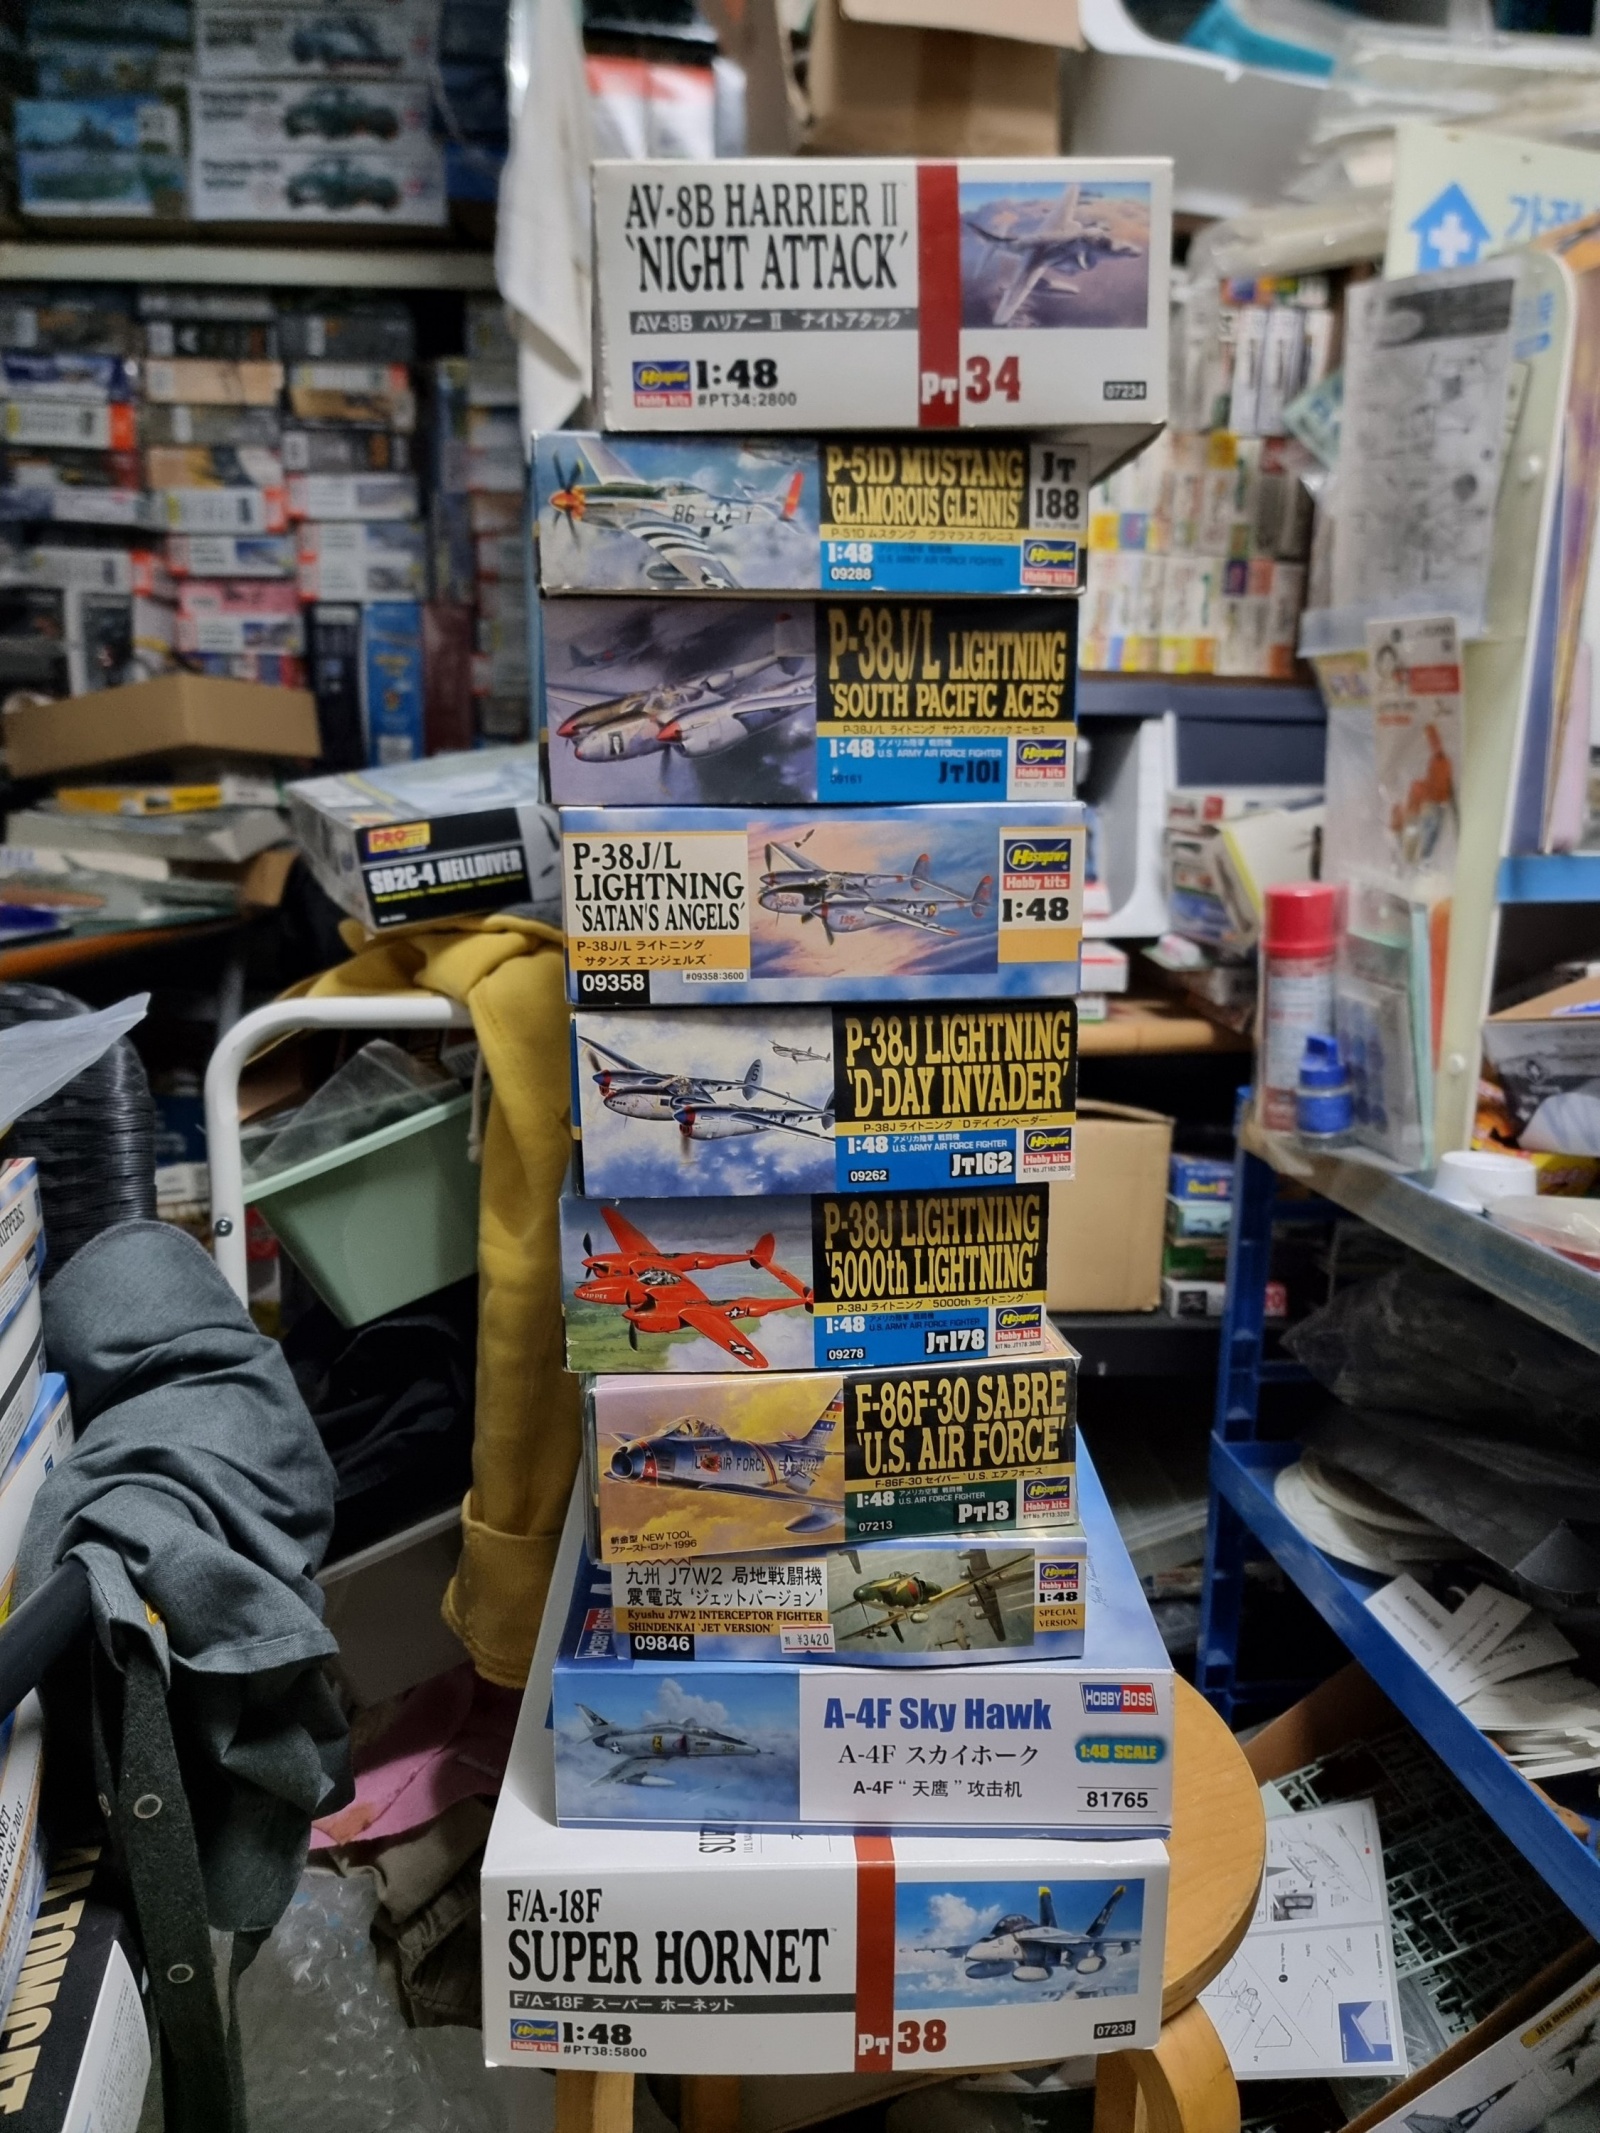 AV-8B HARRIER II
'NIGHT ATTACK'
AV-8B ハリアー II "ナイトアタック"
Hasegawa
Hobby kits
1:48
#PT34:2800
PT34
07234
P-51D MUSTANG
'GLAMOROUS GLENNIS'
JT
188
P-51D ムスタング グラマラス グレニス
1:48
アメリカ陸軍 戦闘機
U.S. ARMY AIR FORCE FIGHTER
09288
Hasegawa
Hobby kits
P-38J/L LIGHTNING
'SOUTH PACIFIC ACES'
P-38J/L ライトニング サウス パシフィック エーセス
1:48
アメリカ陸軍 戦闘機
U.S. ARMY AIR FORCE FIGHTER
09161
JT101
Hasegawa
Hobby kits
P-38J/L
LIGHTNING
'SATAN'S ANGELS'
P-38J/L ライトニング
'サタンズ エンジェルズ'
09358
#09358:3600
Hasegawa
Hobby kits
1:48
PRO
SB2C-4 HELLDIVER
P-38J LIGHTNING
'D-DAY INVADER'
P-38J ライトニング "Dデイ インベーダー"
1:48
アメリカ陸軍 戦闘機
U.S. ARMY AIR FORCE FIGHTER
09262
JT162
Hasegawa
Hobby kits
P-38J LIGHTNING
'5000th LIGHTNING'
P-38J ライトニング "5000th ライトニング"
1:48
アメリカ陸軍 戦闘機
U.S. ARMY AIR FORCE FIGHTER
09278
JT178
Hasegawa
Hobby kits
F-86F-30 SABRE
'U.S. AIR FORCE'
F-86F-30 セイバー "U.S. エア フォース"
1:48
アメリカ空軍 戦闘機
U.S. AIR FORCE FIGHTER
07213
PT13
Hasegawa
Hobby kits
新金型 NEW TOOL
ファースト・ロット 1996
九州 J7W2 局地戦闘機
震電改 'ジェットバージョン'
Kyushu J7W2 INTERCEPTOR FIGHTER
SHINDENKAI 'JET VERSION'
09846
¥3420
Hasegawa
Hobby kits
1:48
SPECIAL
VERSION
HOBBY BOSS
A-4F Sky Hawk
A-4F スカイホーク
A-4F "天鹰" 攻击机
HOBBY BOSS
1:48 SCALE
81765
F/A-18F
SUPER HORNET
F/A-18F スーパー ホーネット
Hasegawa
Hobby kits
1:48
#PT38:5800
PT38
07238